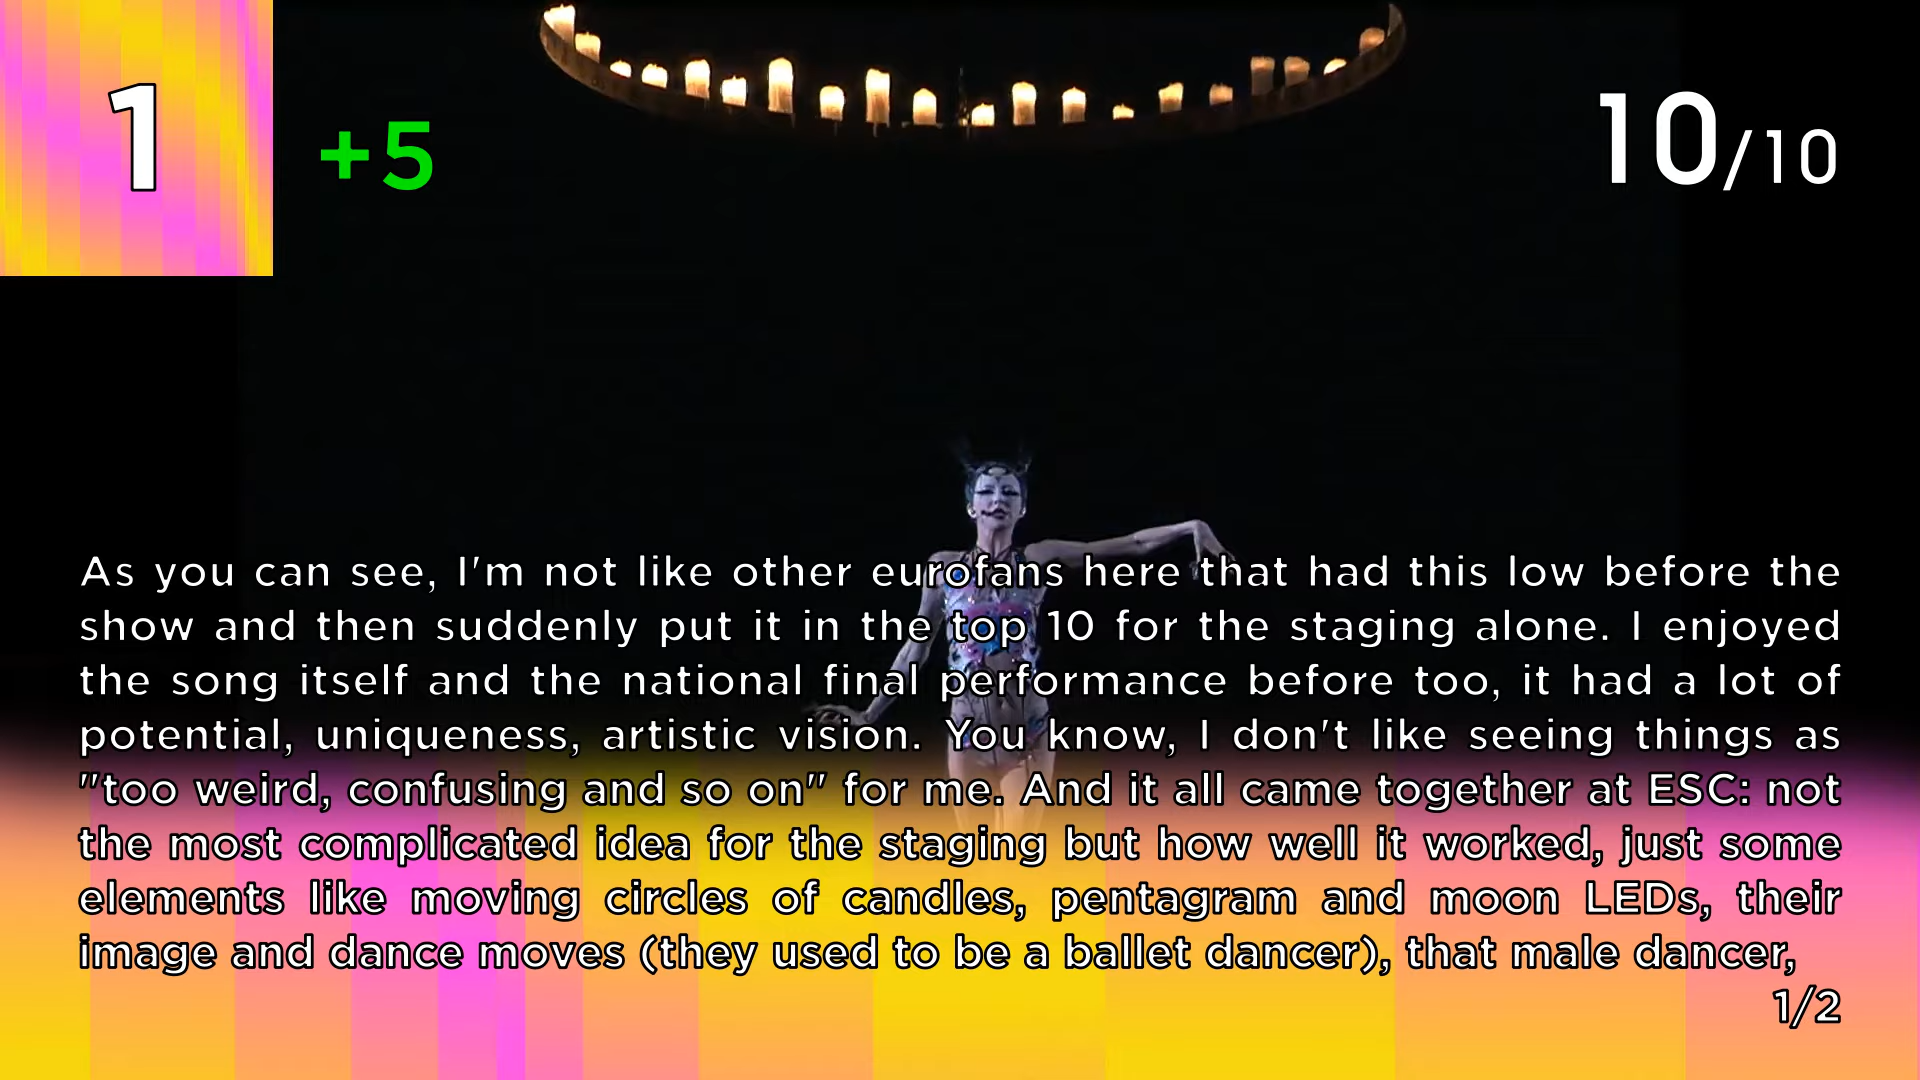 1
+5
10/10
As you can see, I'm not like other eurofans here that had this low before the
show and then suddenly put it in the top 10 for the staging alone. I enjoyed
the song itself and the national final performance before too, it had a lot of
potential, uniqueness, artistic vision. You know, I don't like seeing things as
"too weird, confusing and so on" for me. And it all came together at ESC: not
the most complicated idea for the staging but how well it worked, just some
elements like moving circles of candles, pentagram and moon LEDs, their
image and dance moves (they used to be a ballet dancer), that male dancer,
1/2